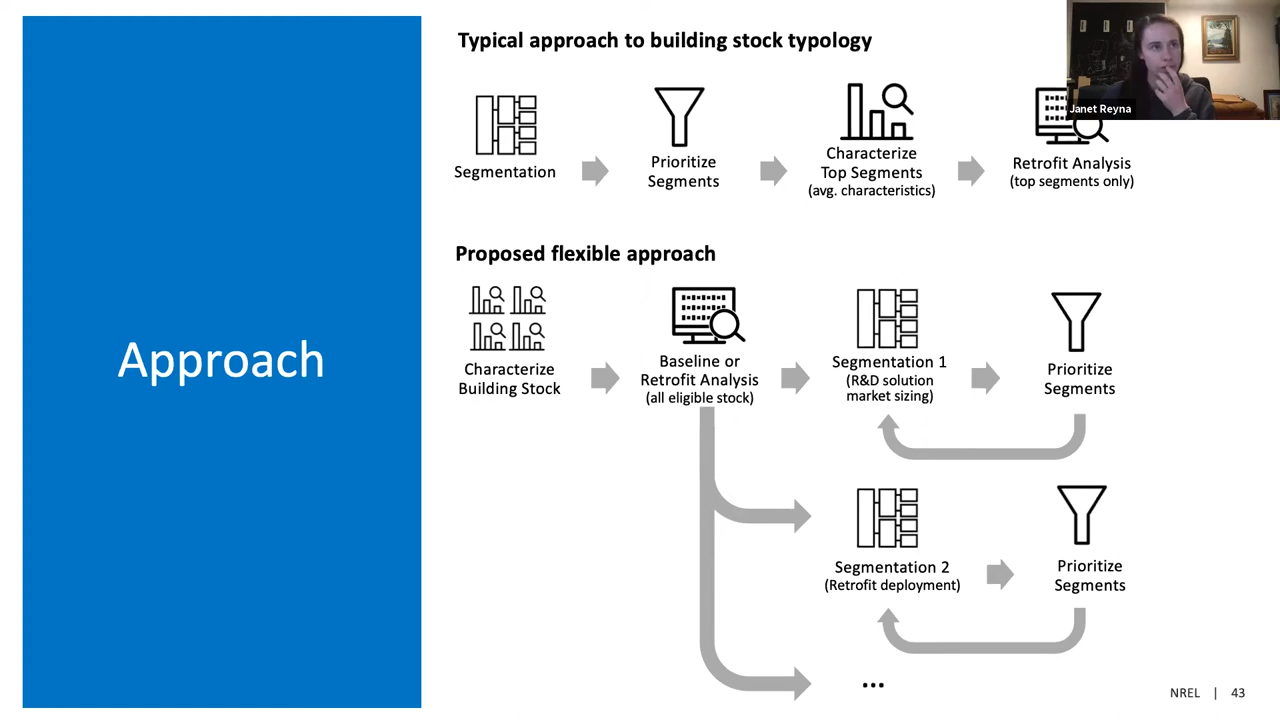 Approach
Typical approach to building stock typology
Segmentation
Prioritize
Segments
Characterize
Top Segments
(avg. characteristics)
Retrofit Analysis
(top segments only)
Janet Reyna
Proposed flexible approach
Characterize
Building Stock
Baseline or
Retrofit Analysis
(all eligible stock)
Segmentation 1
(R&D solution
market sizing)
Prioritize
Segments
Segmentation 2
(Retrofit deployment)
Prioritize
Segments
...
NREL | 43